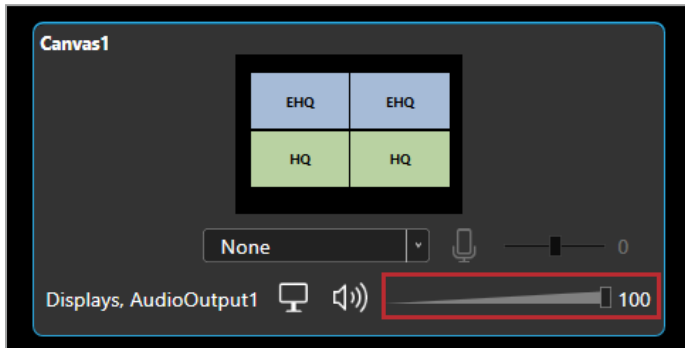 Canvas1
EHQ EHQ
HQ HQ
None 0
Displays, AudioOutput1 100